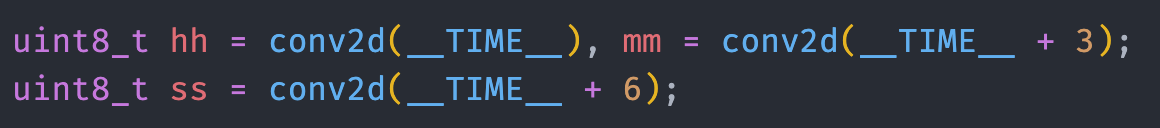 uint8_t hh = conv2d(__TIME__), mm = conv2d(__TIME__ + 3);
uint8_t ss = conv2d(__TIME__ + 6);